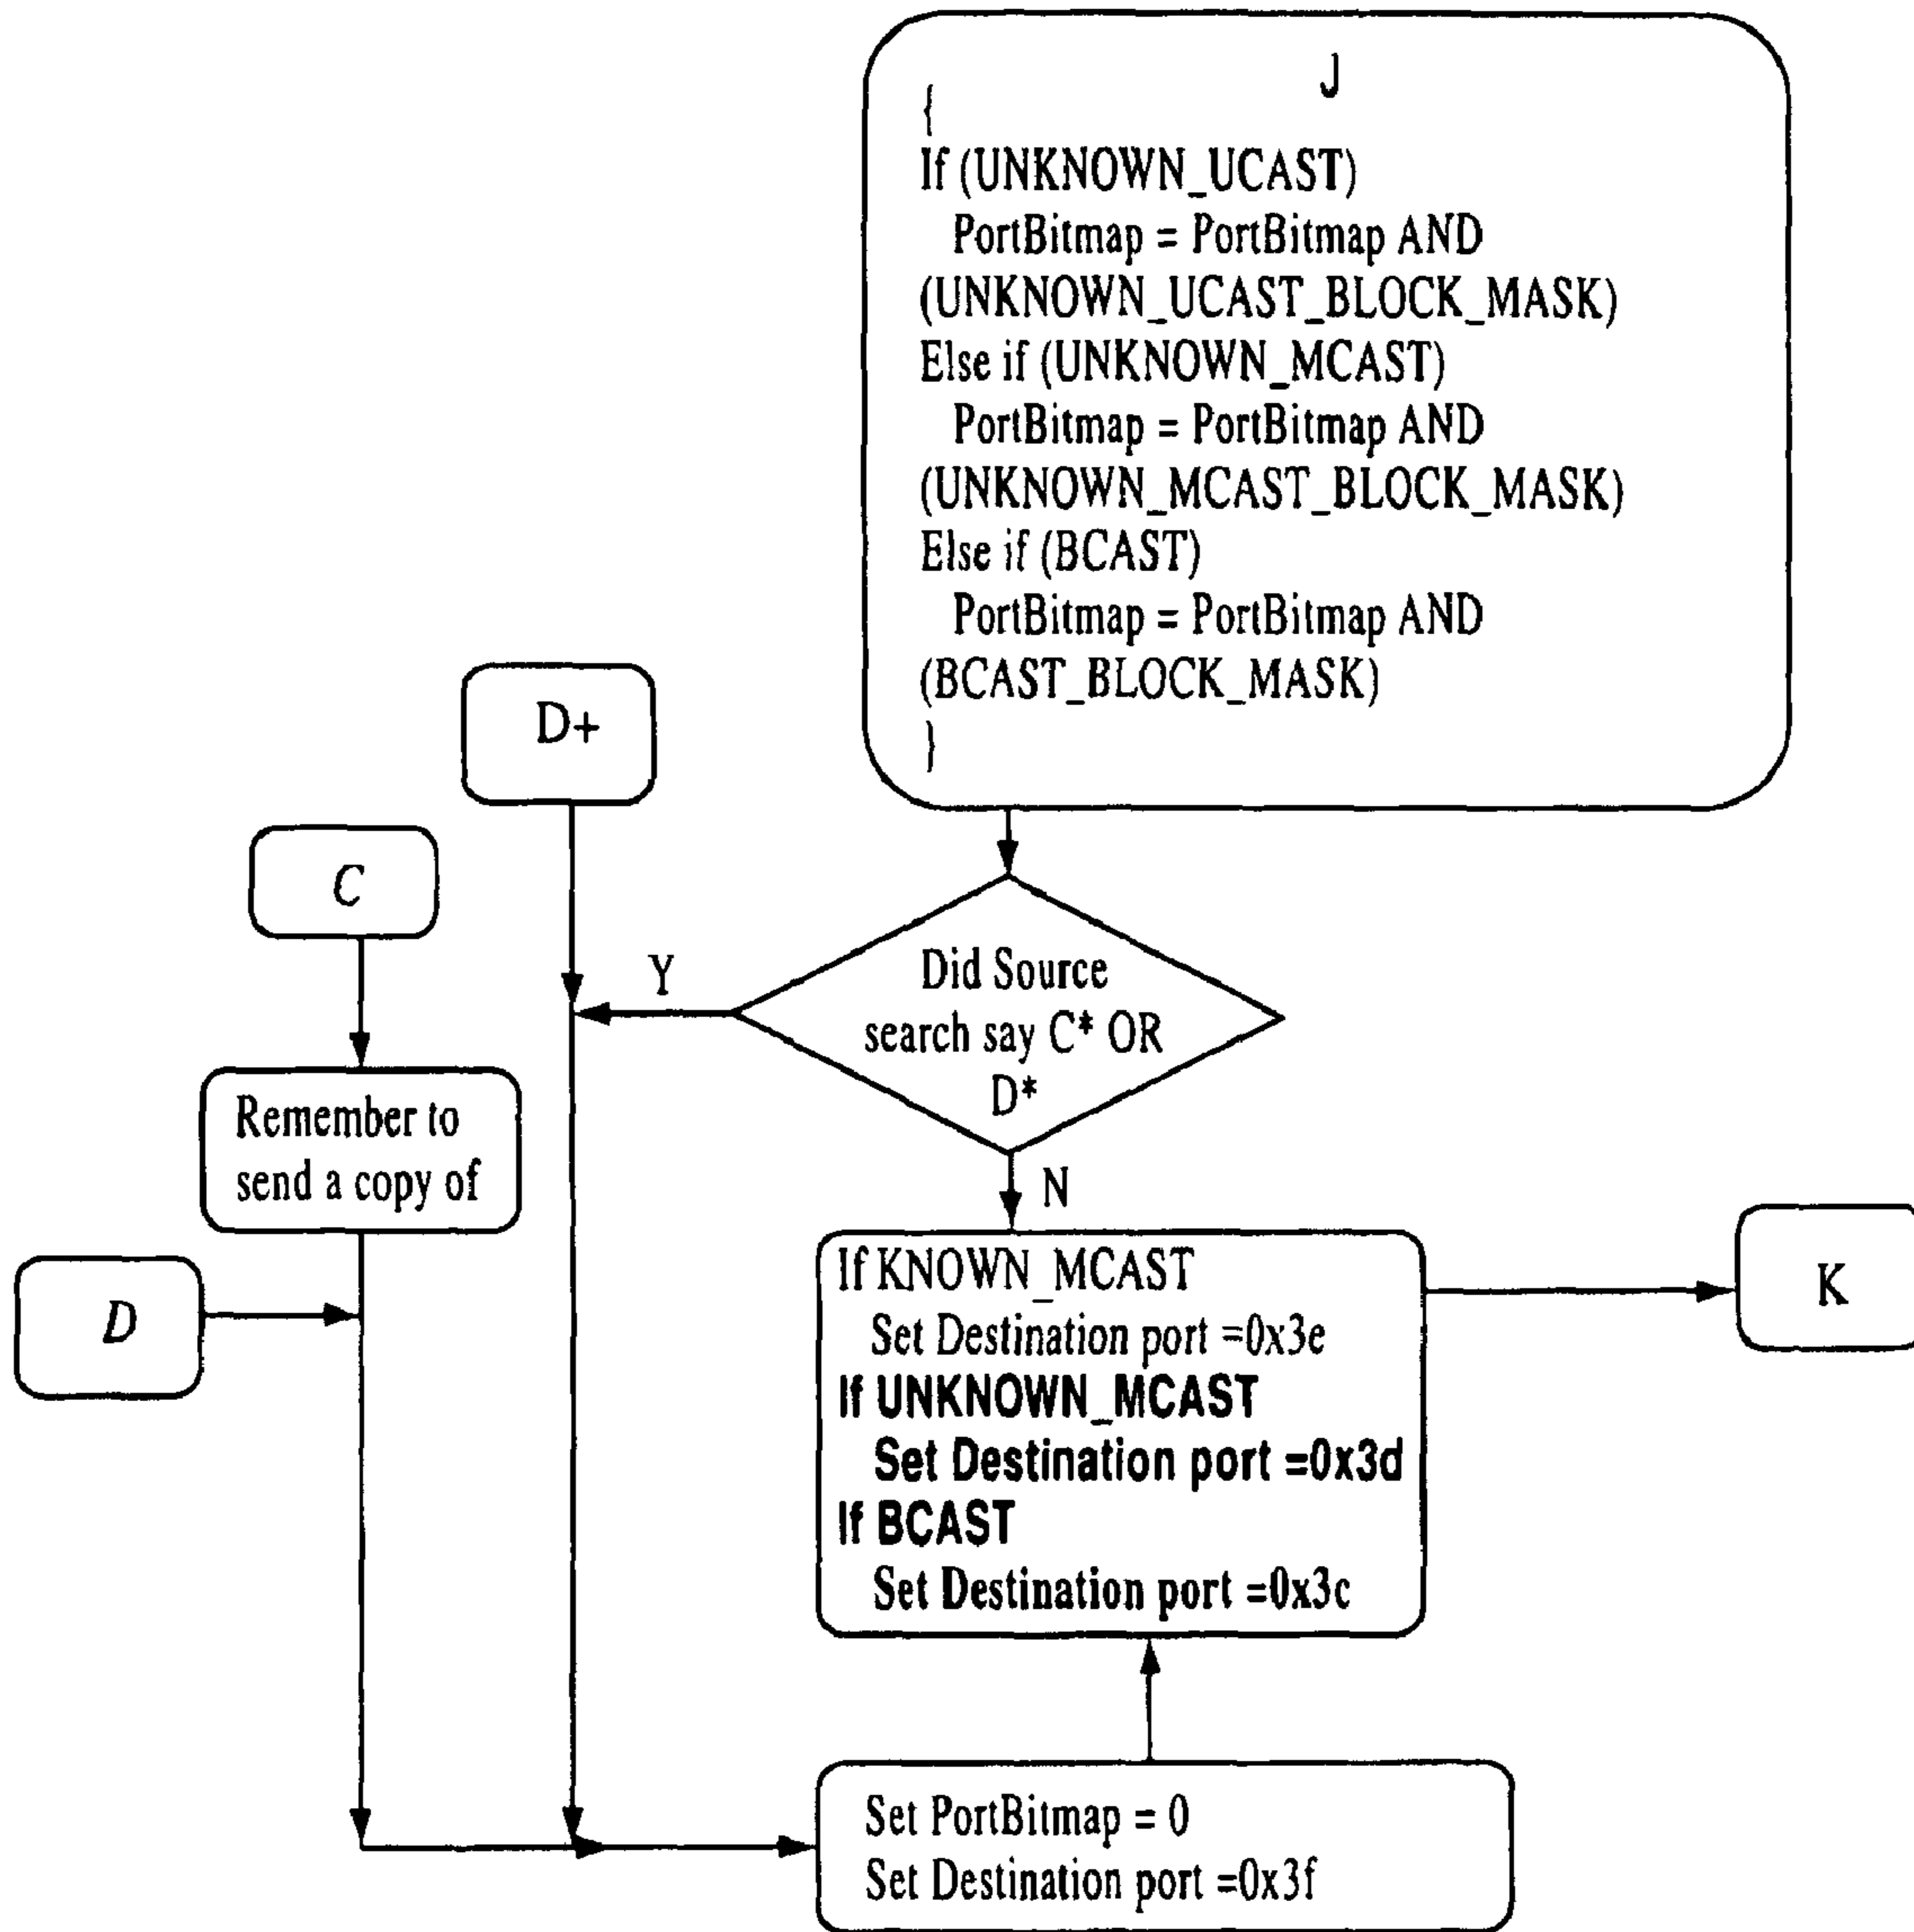 J
{
If (UNKNOWN_UCAST)
PortBitmap = PortBitmap AND
(UNKNOWN_UCAST_BLOCK_MASK)
Else if (UNKNOWN_MCAST)
PortBitmap = PortBitmap AND
(UNKNOWN_MCAST_BLOCK_MASK)
Else if (BCAST)
PortBitmap = PortBitmap AND
(BCAST_BLOCK_MASK)
}
D+
C
Y
Did Source
search say C* OR
D*
Remember to
send a copy of
N
D
If KNOWN_MCAST
Set Destination port =0x3e
If UNKNOWN_MCAST
Set Destination port =0x3d
If BCAST
Set Destination port =0x3c
K
Set PortBitmap = 0
Set Destination port =0x3f